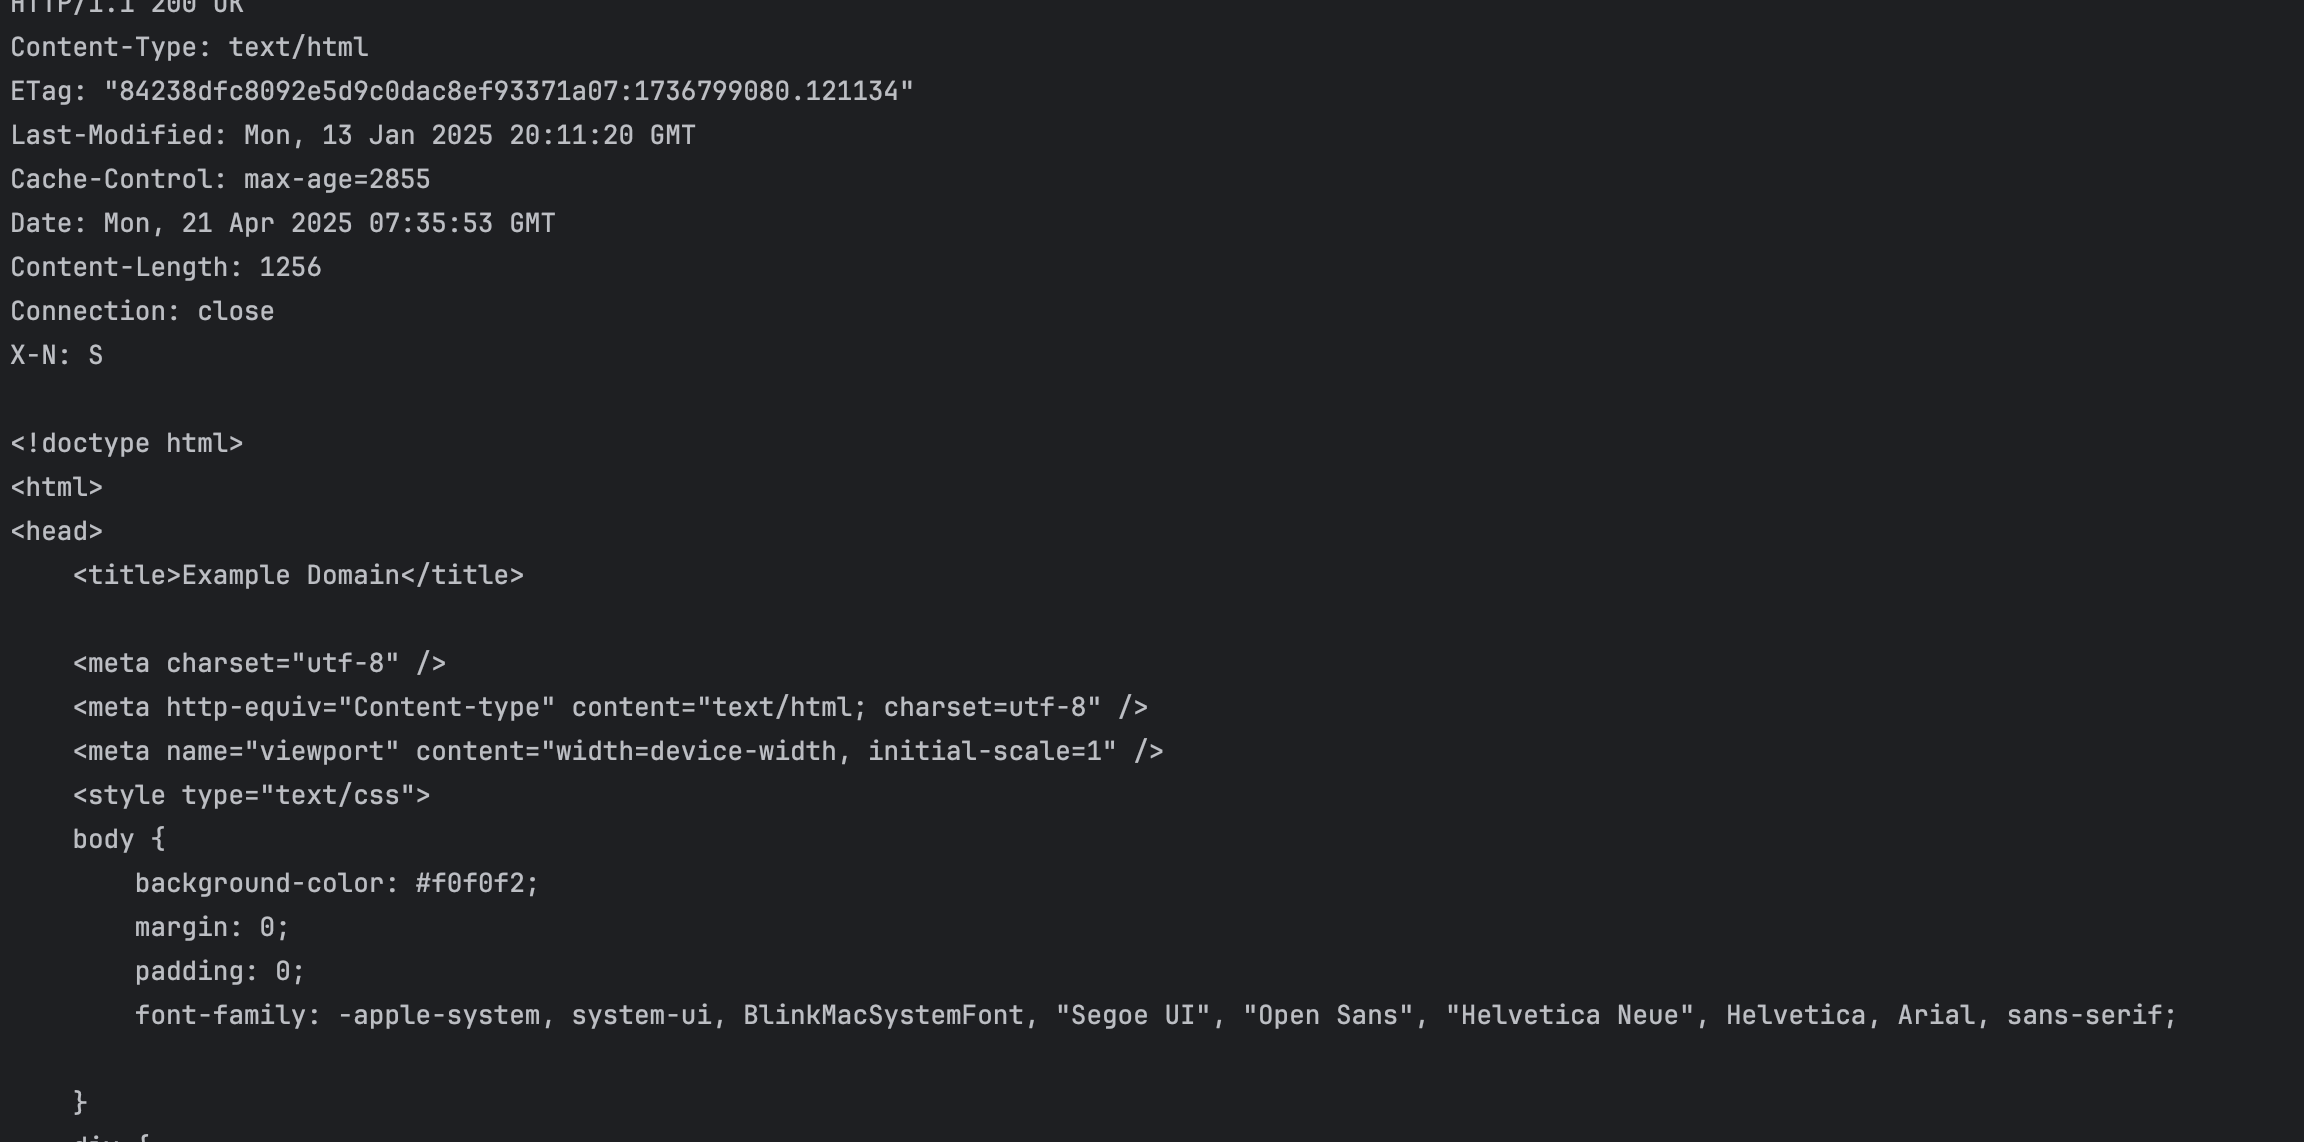 HTTP/1.1 200 OK
Content-Type: text/html
ETag: "84238dfc8092e5d9c0dac8ef93371a07:1736799080.121134"
Last-Modified: Mon, 13 Jan 2025 20:11:20 GMT
Cache-Control: max-age=2855
Date: Mon, 21 Apr 2025 07:35:53 GMT
Content-Length: 1256
Connection: close
X-N: S

<!doctype html>
<html>
<head>
    <title>Example Domain</title>

    <meta charset="utf-8" />
    <meta http-equiv="Content-type" content="text/html; charset=utf-8" />
    <meta name="viewport" content="width=device-width, initial-scale=1" />
    <style type="text/css">
    body {
        background-color: #f0f0f2;
        margin: 0;
        padding: 0;
        font-family: -apple-system, system-ui, BlinkMacSystemFont, "Segoe UI", "Open Sans", "Helvetica Neue", Helvetica, Arial, sans-serif;

    }
    div {